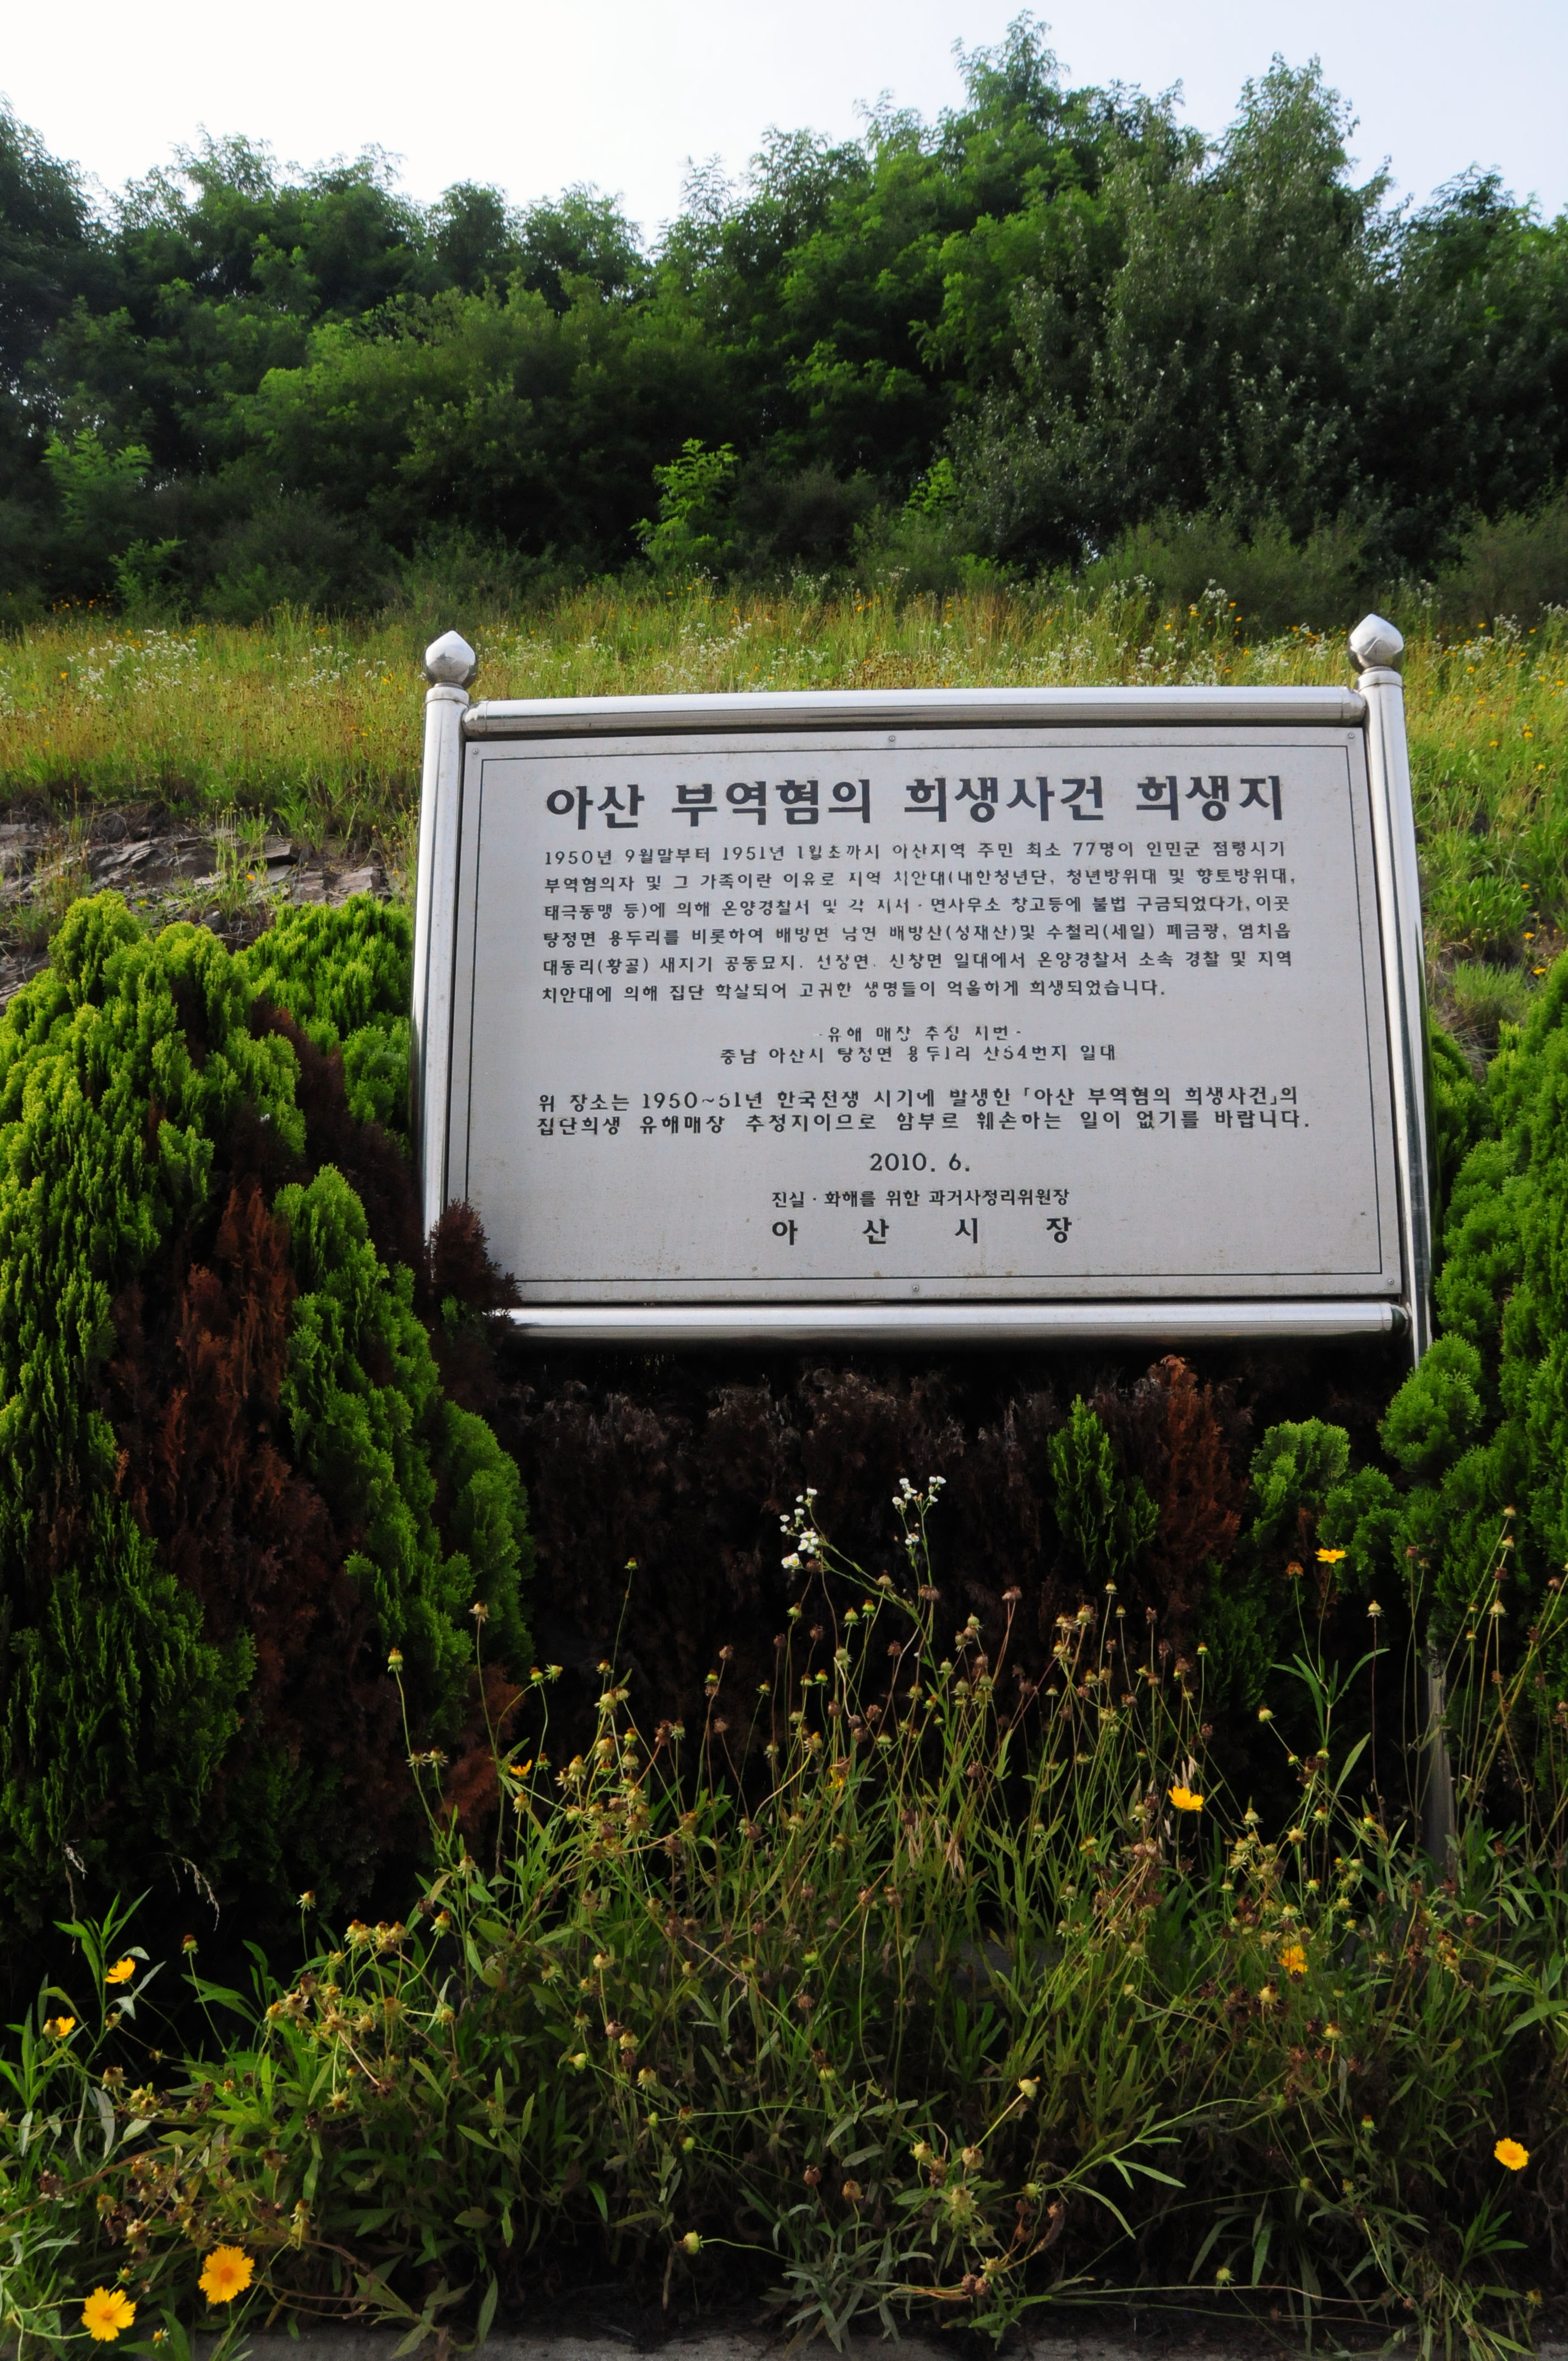 아산 부역혐의 희생사건 희생지
1950년 9월말부터 1951년 1월초까지 아산지역 주민 최소 77명이 인민군 점령시기
부역혐의자 및 그 가족이란 이유로 지역 치안대(대한청년단, 청년방위대 및 향토방위대,
태극동맹 등)에 의해 온양경찰서 및 각 지서·면사무소 창고등에 불법 구금되었다가, 이곳
탕정면 용두리를 비롯하여 배방면 남면 배방산(성재산)및 수철리(세일) 폐금광, 염치읍
대동리(황골) 새지기 공동묘지, 선장면, 신창면 일대에서 온양경찰서 소속 경찰 및 지역
치안대에 의해 집단 학살되어 고귀한 생명들이 억울하게 희생되었습니다.
-유해 매장 추정 지번-
충남 아산시 탕정면 용두1리 산54번지 일대
위 장소는 1950~51년 한국전쟁 시기에 발생한 「아산 부역혐의 희생사건」의
집단희생 유해매장 추정지이므로 함부로 훼손하는 일이 없기를 바랍니다.
2010. 6.
진실·화해를 위한 과거사정리위원장
아 산 시 장